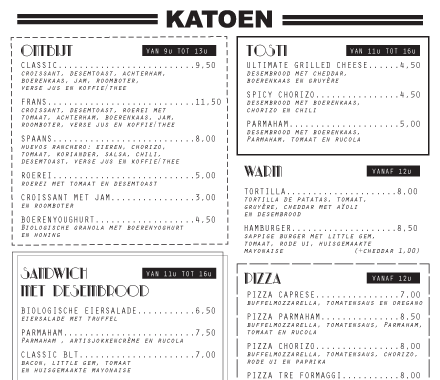 KATOEN
ONTBIJT VAN 9u TOT 13u
CLASSIC....................9,50
CROISSANT, DESEMTOAST, ACHTERHAM,
BOERENKAAS, JAM, ROOMBOTER,
VERSE JUS EN KOFFIE/THEE
FRANS.....................11,50
CROISSANT, DESEMTOAST, ROEREI MET
TOMAAT, ACHTERHAM, BOERENKAAS, JAM,
ROOMBOTER, VERSE JUS EN KOFFIE/THEE
SPAANS.....................8,00
HUEVOS RANCHERO: EIEREN, CHORIZO,
TOMAAT, KORIANDER, SALSA, CHILI,
DESEMTOAST, VERSE JUS EN KOFFIE/THEE
ROEREI.....................5,00
ROEREI MET TOMAAT EN DESEMTOAST
CROISSANT MET JAM..........3,00
EN ROOMBOTER
BOERENYOUGHURT.............4,50
BIOLOGISCHE GRANOLA MET BOERENYOGHURT
EN HONING
SANDWICH VAN 11u TOT 16u
MET DESEMBROOD
BIOLOGISCHE EIERSALADE.....6,50
EIERSALADE MET TRUFFEL
PARMAHAM...................7,50
PARMAHAM , ARTISJOKKENCRÈME EN RUCOLA
CLASSIC BLT................7,00
BACON, LITTLE GEM, TOMAAT
EN HUISGEMAAKTE MAYONAISE
TOSTI VAN 11u TOT 16u
ULTIMATE GRILLED CHEESE....4,50
DESEMBROOD MET CHEDDAR,
BOERENKAAS EN GRUYÈRE
SPICY CHORIZO..............4,50
DESEMBROOD MET BOERENKAAS,
CHORIZO EN CHILI
PARMAHAM...................5,00
DESEMBROOD MET BOERENKAAS,
PARMAHAM, TOMAAT EN RUCOLA
WARM VANAF 12u
TORTILLA...................8,00
TORTILLA DE PATATAS, TOMAAT,
GRUYÈRE, CHEDDAR MET AÏOLI
EN DESEMBROOD
HAMBURGER..................8,50
SAPPIGE BURGER MET LITTLE GEM,
TOMAAT, RODE UI, HUISGEMAAKTE
MAYONAISE (+CHEDDAR 1,00)
PIZZA VANAF 12u
PIZZA CAPRESE..............7,00
BUFFELMOZZARELLA, TOMATENSAUS EN OREGANO
PIZZA PARMAHAM.............8,50
BUFFELMOZZARELLA, TOMATENSAUS, PARMAHAM,
TOMAAT EN RUCOLA
PIZZA CHORIZO..............8,00
BUFFELMOZZARELLA, TOMATENSAUS, CHORIZO,
RODE UI EN PAPRIKA
PIZZA TRE FORMAGGI.........8,00